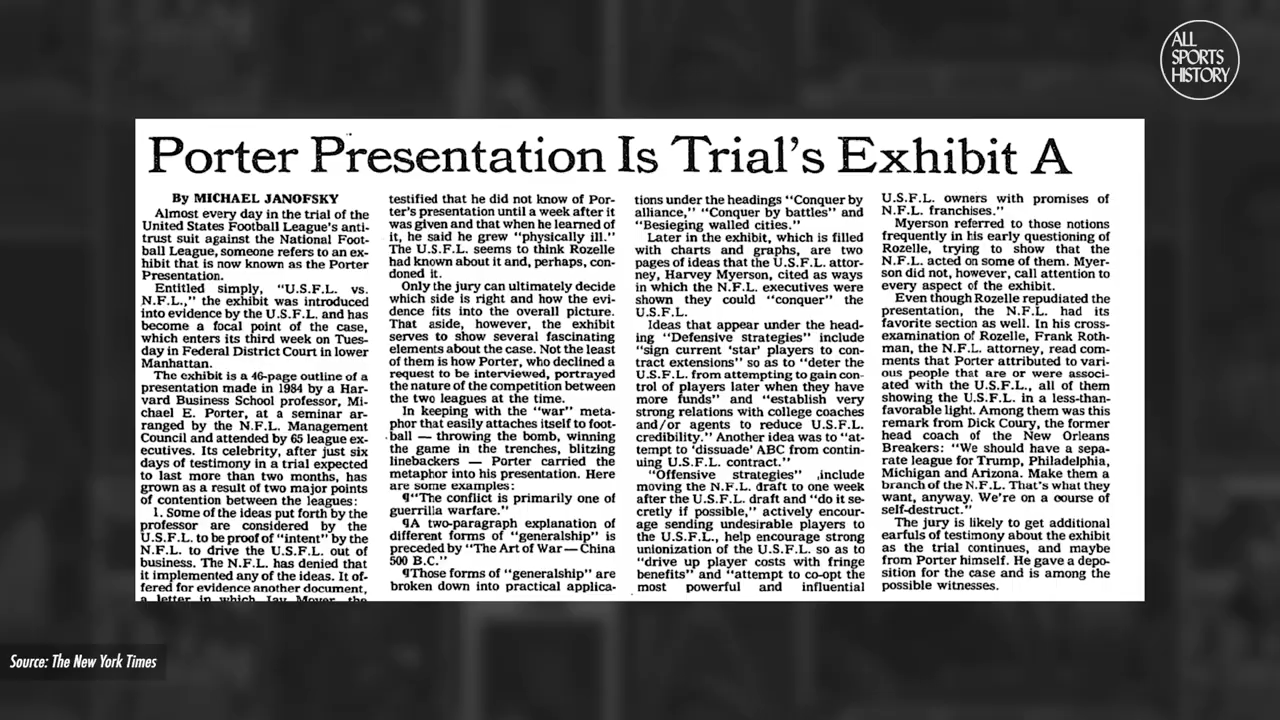 ALL
SPORTS
HISTORY
Porter Presentation Is Trial's Exhibit A
By MICHAEL JANOFSKY
Almost every day in the trial of the
United States Football League's anti-
trust suit against the National Foot-
ball League, someone refers to an ex-
hibit that is now known as the Porter
Presentation.
Entitled simply, "U.S.F.L. vs.
N.F.L.," the exhibit was introduced
into evidence by the U.S.F.L. and has
become a focal point of the case,
which enters its third week on Tues-
day in Federal District Court in lower
Manhattan.
The exhibit is a 46-page outline of a
presentation made in 1984 by a Har-
vard Business School professor, Mi-
chael E. Porter, at a seminar ar-
ranged by the N.F.L. Management
Council and attended by 65 league ex-
ecutives. Its celebrity, after just six
days of testimony in a trial expected
to last more than two months, has
grown as a result of two major points
of contention between the leagues:
1. Some of the ideas put forth by the
professor are considered by the
U.S.F.L. to be proof of "intent" by the
N.F.L. to drive the U.S.F.L. out of
business. The N.F.L. has denied that
it implemented any of the ideas. It of-
fered for evidence another document,
a letter in which Jay Moyer, the
testified that he did not know of Por-
ter's presentation until a week after it
was given and that when he learned of
it, he said he grew "physically ill."
The U.S.F.L. seems to think Rozelle
had known about it and, perhaps, con-
doned it.
Only the jury can ultimately decide
which side is right and how the evi-
dence fits into the overall picture.
That aside, however, the exhibit
serves to show several fascinating
elements about the case. Not the least
of them is how Porter, who declined a
request to be interviewed, portrayed
the nature of the competition between
the two leagues at the time.
In keeping with the "war" meta-
phor that easily attaches itself to foot-
ball — throwing the bomb, winning
the game in the trenches, blitzing
linebackers — Porter carried the
metaphor into his presentation. Here
are some examples:
¶"The conflict is primarily one of
guerrilla warfare."
¶A two-paragraph explanation of
different forms of "generalship" is
preceded by "The Art of War — China
500 B.C."
¶Those forms of "generalship" are
broken down into practical applica-
tions under the headings "Conquer by
alliance," "Conquer by battles" and
"Besieging walled cities."
Later in the exhibit, which is filled
with charts and graphs, are two
pages of ideas that the U.S.F.L. attor-
ney, Harvey Myerson, cited as ways
in which the N.F.L. executives were
shown they could "conquer" the
U.S.F.L.
Ideas that appear under the head-
ing "Defensive strategies" include
"sign current 'star' players to con-
tract extensions" so as to "deter the
U.S.F.L. from attempting to gain con-
trol of players later when they have
more funds" and "establish very
strong relations with college coaches
and/or agents to reduce U.S.F.L.
credibility." Another idea was to "at-
tempt to 'dissuade' ABC from contin-
uing U.S.F.L. contract."
"Offensive strategies" include
moving the N.F.L. draft to one week
after the U.S.F.L. draft and "do it se-
cretly if possible," actively encour-
age sending undesirable players to
the U.S.F.L., help encourage strong
unionization of the U.S.F.L. so as to
"drive up player costs with fringe
benefits" and "attempt to co-opt the
most powerful and influential
U.S.F.L. owners with promises of
N.F.L. franchises."
Myerson referred to those notions
frequently in his early questioning of
Rozelle, trying to show that the
N.F.L. acted on some of them. Myer-
son did not, however, call attention to
every aspect of the exhibit.
Even though Rozelle repudiated the
presentation, the N.F.L. had its
favorite section as well. In his cross-
examination of Rozelle, Frank Roth-
man, the N.F.L. attorney, read com-
ments that Porter attributed to vari-
ous people that are or were associ-
ated with the U.S.F.L., all of them
showing the U.S.F.L. in a less-than-
favorable light. Among them was this
remark from Dick Coury, the former
head coach of the New Orleans
Breakers: "We should have a sepa-
rate league for Trump, Philadelphia,
Michigan and Arizona. Make them a
branch of the N.F.L. That's what they
want, anyway. We're on a course of
self-destruct."
The jury is likely to get additional
earfuls of testimony about the exhibit
as the trial continues, and maybe
from Porter himself. He gave a depo-
sition for the case and is among the
possible witnesses.
Source: The New York Times